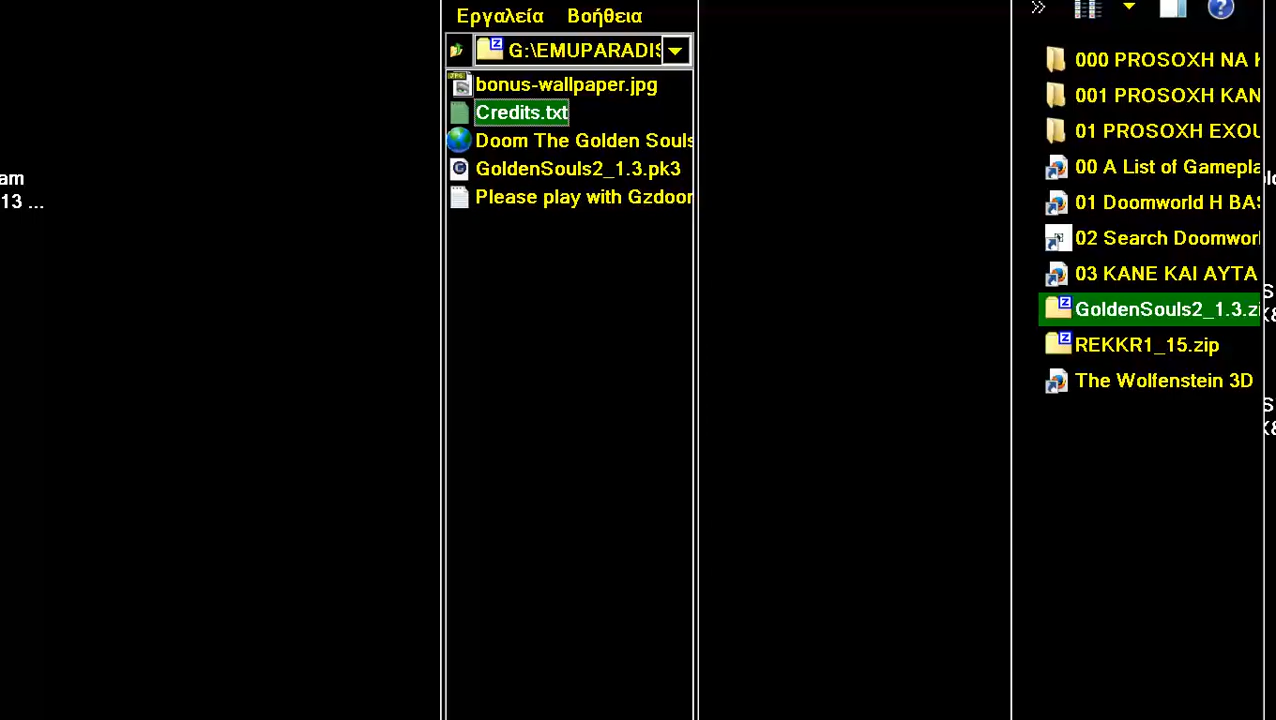 am
13 ...
Εργαλεία Βοήθεια
G:\EMUPARADIS
bonus-wallpaper.jpg
Credits.txt
Doom The Golden Souls
GoldenSouls2_1.3.pk3
Please play with Gzdoom
000 PROSOXH NA
001 PROSOXH KAN
01 PROSOXH EXOU
00 A List of Gamepla
01 Doomworld H BAS
02 Search Doomworl
03 KANE KAI AYTA
GoldenSouls2_1.3.zi
REKKR1_15.zip
The Wolfenstein 3D